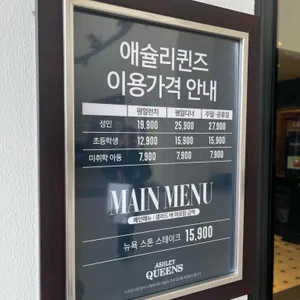 애슐리퀸즈
이용가격 안내
평일런치 평일디너 주말·공휴일
성인 19,900 25,900 27,900
초등학생 12,900 15,900 15,900
미취학 아동 7,900 7,900 7,900
MAIN MENU
뉴욕 스톤 스테이크 15,900
ASHLEY
QUEENS